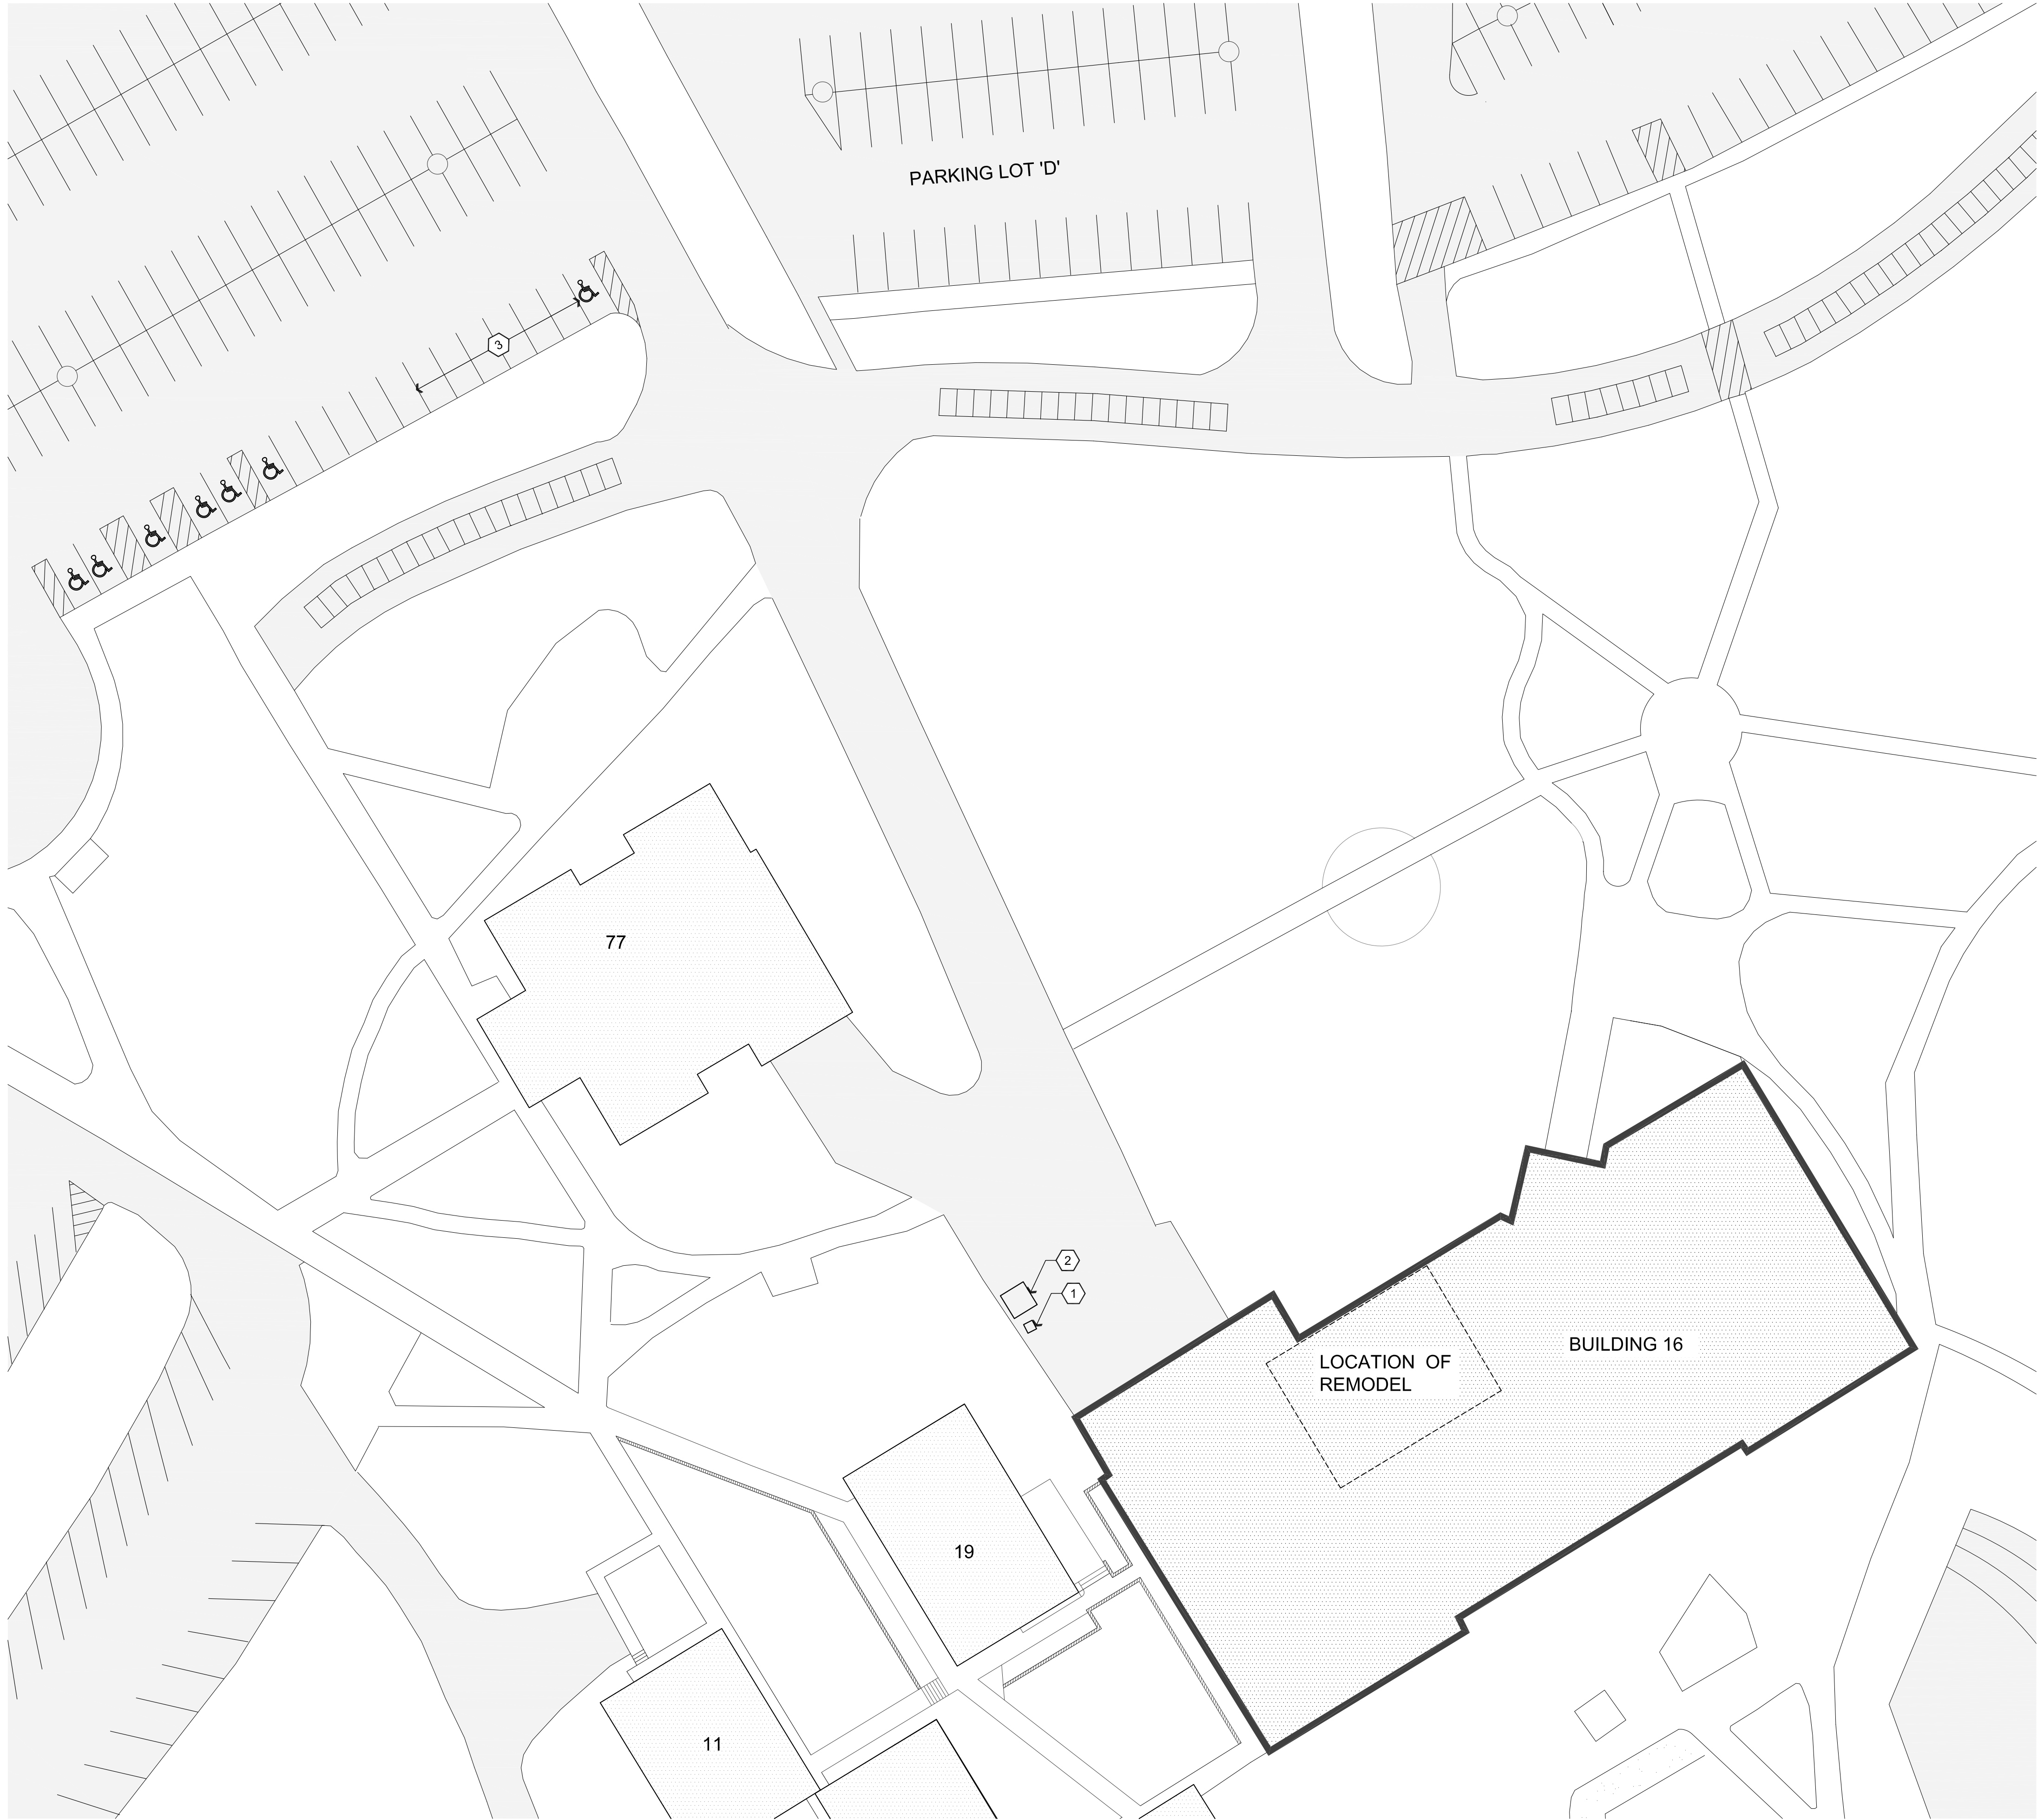 PARKING LOT 'D'
3
77
2
1
BUILDING 16
LOCATION OF
REMODEL
19
11